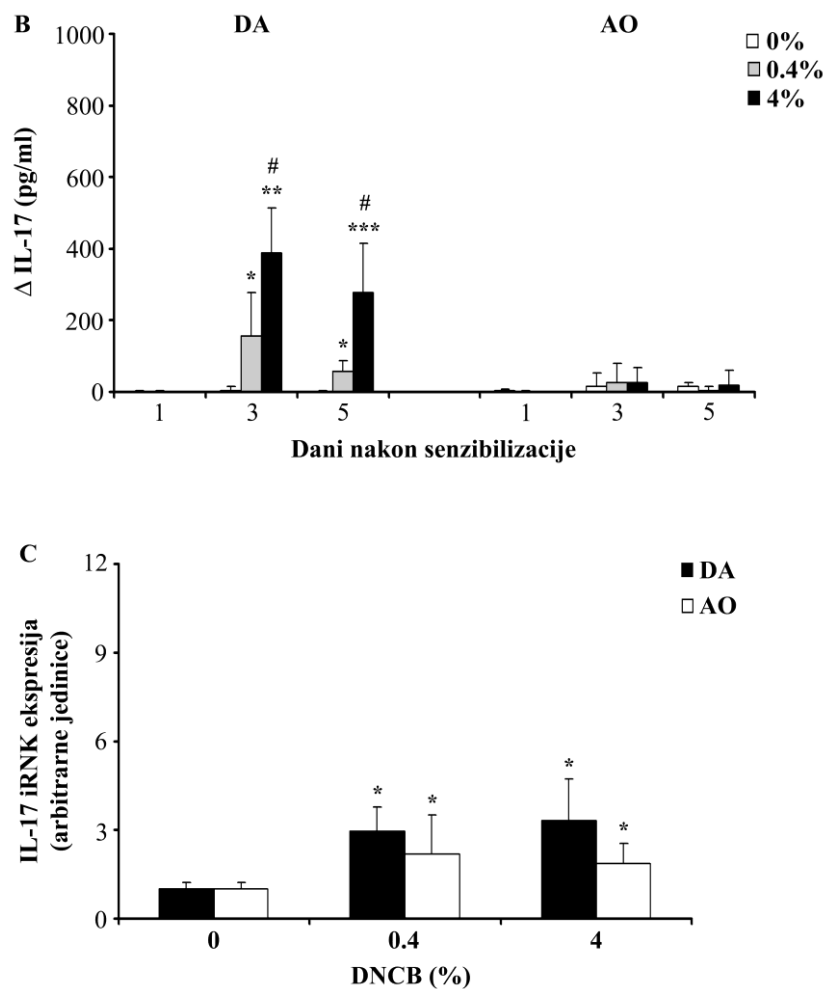 B
DA
AO
0%
0.4%
4%
1000
800
600
400
200
0
Δ IL-17 (pg/ml)
*
#
**
*
#
***
1 3 5 1 3 5
Dani nakon senzibilizacije
C
DA
AO
12
9
6
3
0
IL-17 iRNK ekspresija
(arbitrarne jedinice)
*
*
*
*
0 0.4 4
DNCB (%)